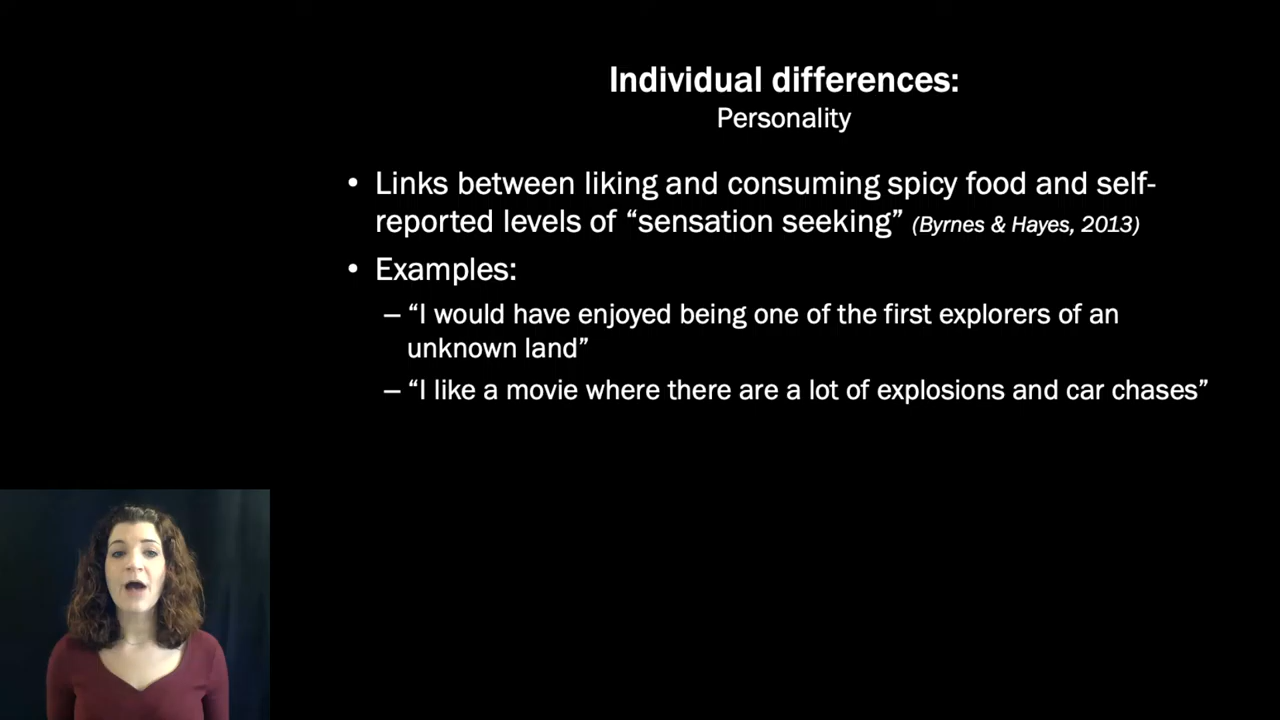 Individual differences:
Personality
• Links between liking and consuming spicy food and self-
reported levels of “sensation seeking” (Byrnes & Hayes, 2013)
• Examples:
– “I would have enjoyed being one of the first explorers of an
unknown land”
– “I like a movie where there are a lot of explosions and car chases”